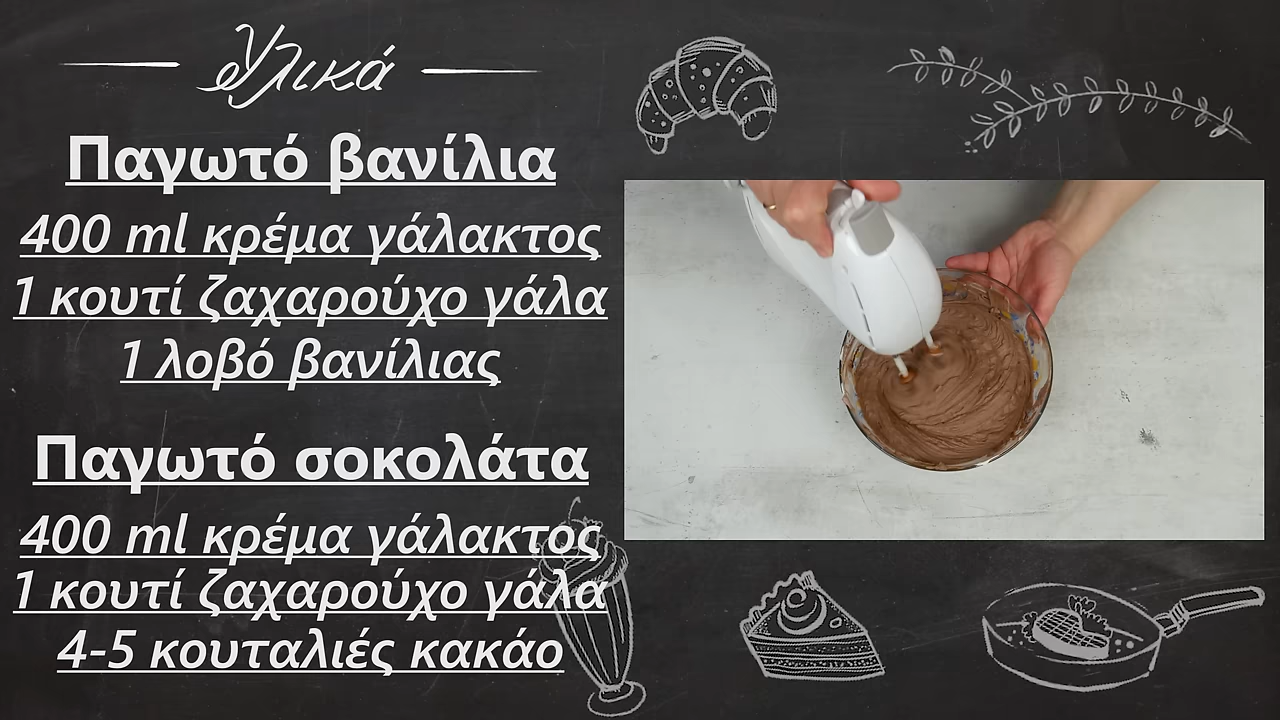 Υλικά
Παγωτό βανίλια
400 ml κρέμα γάλακτος
1 κουτί ζαχαρούχο γάλα
1 λοβό βανίλιας
Παγωτό σοκολάτα
400 ml κρέμα γάλακτος
1 κουτί ζαχαρούχο γάλα
4-5 κουταλιές κακάο